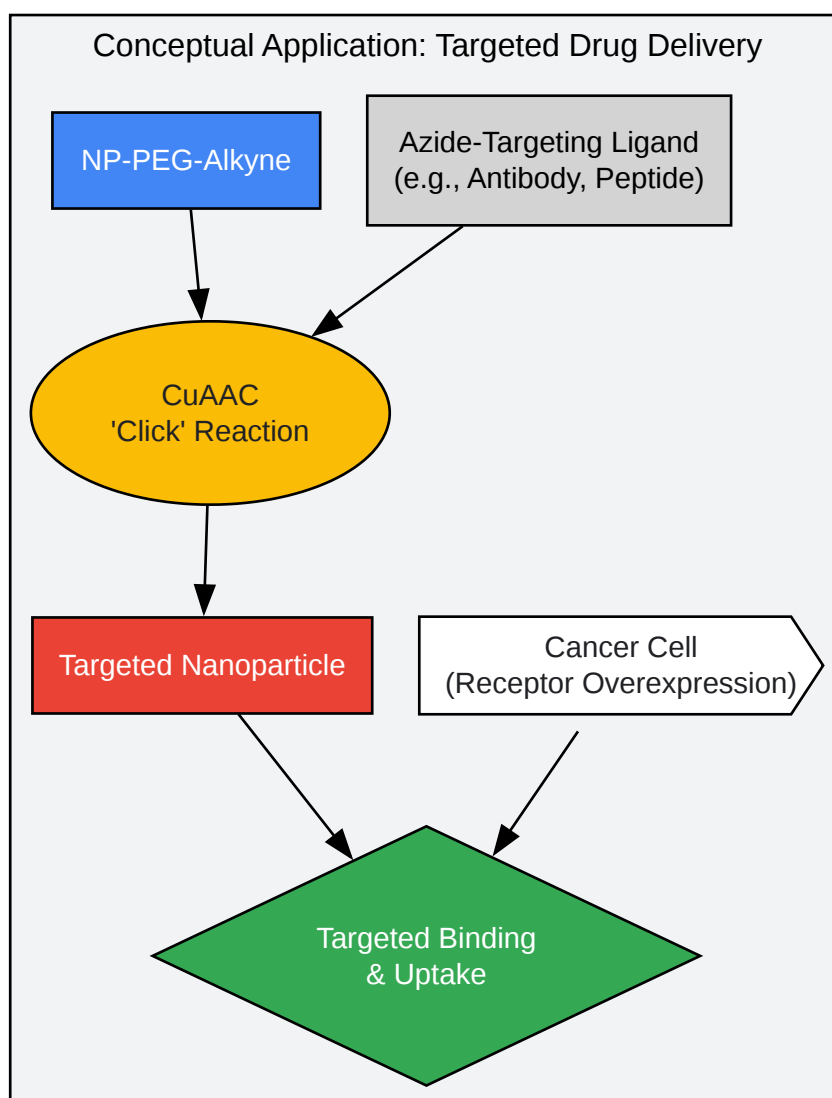 Conceptual Application: Targeted Drug Delivery
NP-PEG-Alkyne
Azide-Targeting Ligand
(e.g., Antibody, Peptide)
CuAAC
'Click' Reaction
Targeted Nanoparticle
Cancer Cell
(Receptor Overexpression)
Targeted Binding
& Uptake